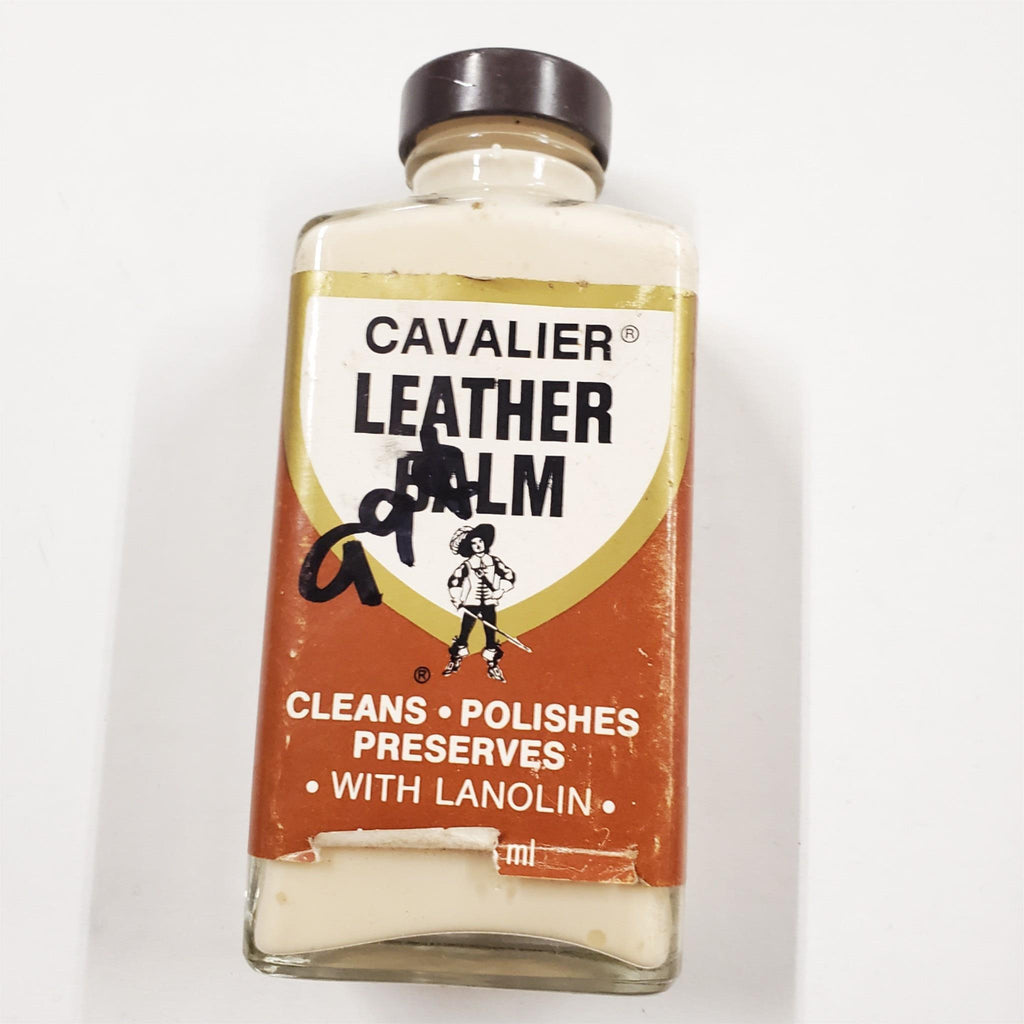 CAVALIER®
LEATHER
BALM
®
CLEANS • POLISHES
PRESERVES
• WITH LANOLIN •
ml